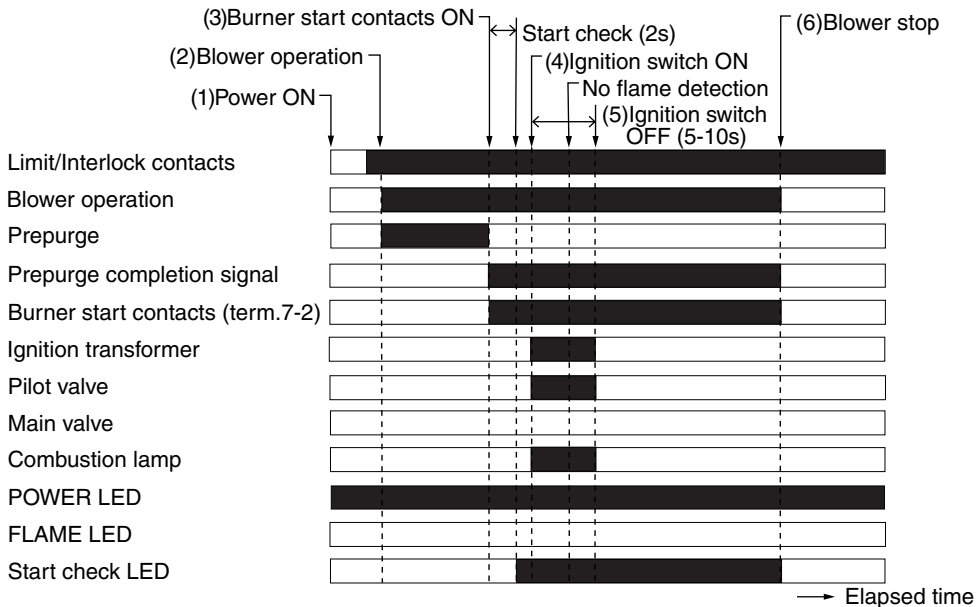 (3)Burner start contacts ON
Start check (2s)
(6)Blower stop
(2)Blower operation
(4)Ignition switch ON
No flame detection
(1)Power ON
(5)Ignition switch
OFF (5-10s)
Limit/Interlock contacts
Blower operation
Prepurge
Prepurge completion signal
Burner start contacts (term.7-2)
Ignition transformer
Pilot valve
Main valve
Combustion lamp
POWER LED
FLAME LED
Start check LED
Elapsed time